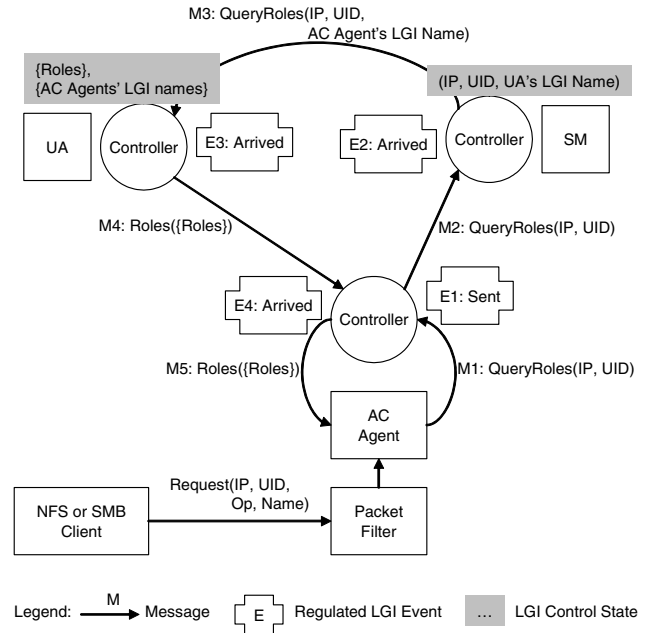 M3: QueryRoles(IP, UID,
AC Agent's LGI Name)
{Roles},
{AC Agents' LGI names}
(IP, UID, UA's LGI Name)
UA
Controller
E3: Arrived
E2: Arrived
Controller
SM
M4: Roles({Roles})
M2: QueryRoles(IP, UID)
E4: Arrived
Controller
E1: Sent
M5: Roles({Roles})
M1: QueryRoles(IP, UID)
AC
Agent
Request(IP, UID,
Op, Name)
NFS or SMB
Client
Packet
Filter
Legend:
M
Message
E
Regulated LGI Event
...
LGI Control State